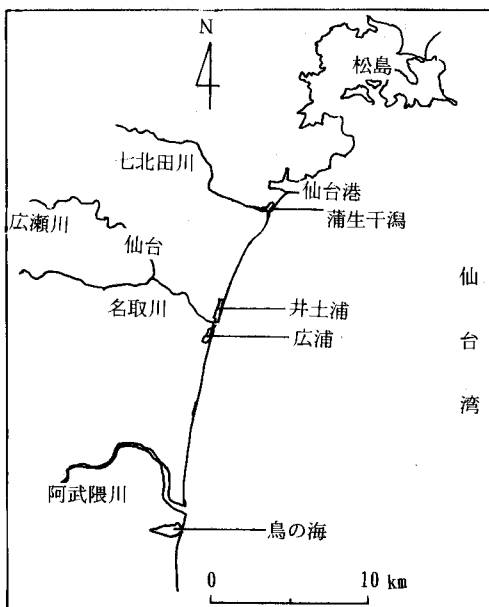 N
松島
七北田川
仙台港
広瀬川
蒲生干潟
仙台
仙台湾
名取川
井土浦
広浦
阿武隈川
鳥の海
0 10 km